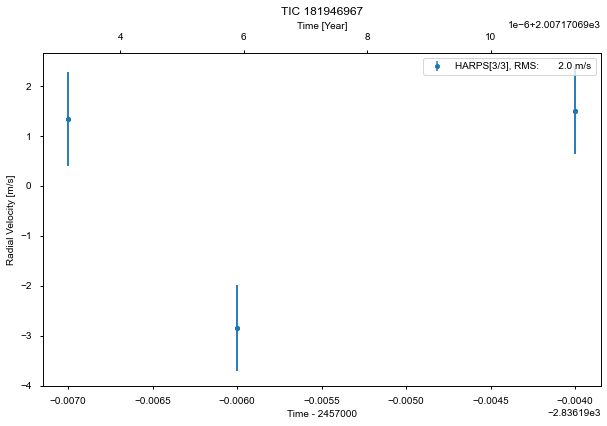 TIC 181946967
Time [Year]
1e−6+2.00717069e3
4 6 8 10
HARPS[3/3], RMS: 2.0 m/s
Radial Velocity [m/s]
2
1
0
−1
−2
−3
−4
−0.0070 −0.0065 −0.0060 −0.0055 −0.0050 −0.0045 −0.0040
Time - 2457000
−2.83619e3